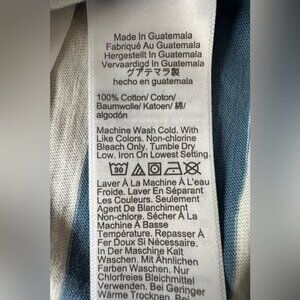 Made In Guatemala
Fabriqué Au Guatemala
Hergestellt In Guatemala
Vervaardigd In Guatemala
グアテマラ製
hecho en guatemala
100% Cotton/ Coton/
Baumwolle/ Katoen/ 綿/
algodón
Machine Wash Cold. With
Like Colors. Non-chlorine
Bleach Only. Tumble Dry
Low. Iron On Lowest Setting.
30
Laver À La Machine À L'eau
Froide. Laver En Séparant
Les Couleurs. Seulement
Agent De Blanchiment
Non-chlore. Sécher À La
Machine À Basse
Température. Repasser À
Fer Doux Si Nécessaire.
In Der Maschine Kalt
Waschen. Mit Ähnlichen
Farben Waschen. Nur
Chlorfreies Bleichmittel
Verwenden. Bei Geringer
Wärme Trocknen. Bei